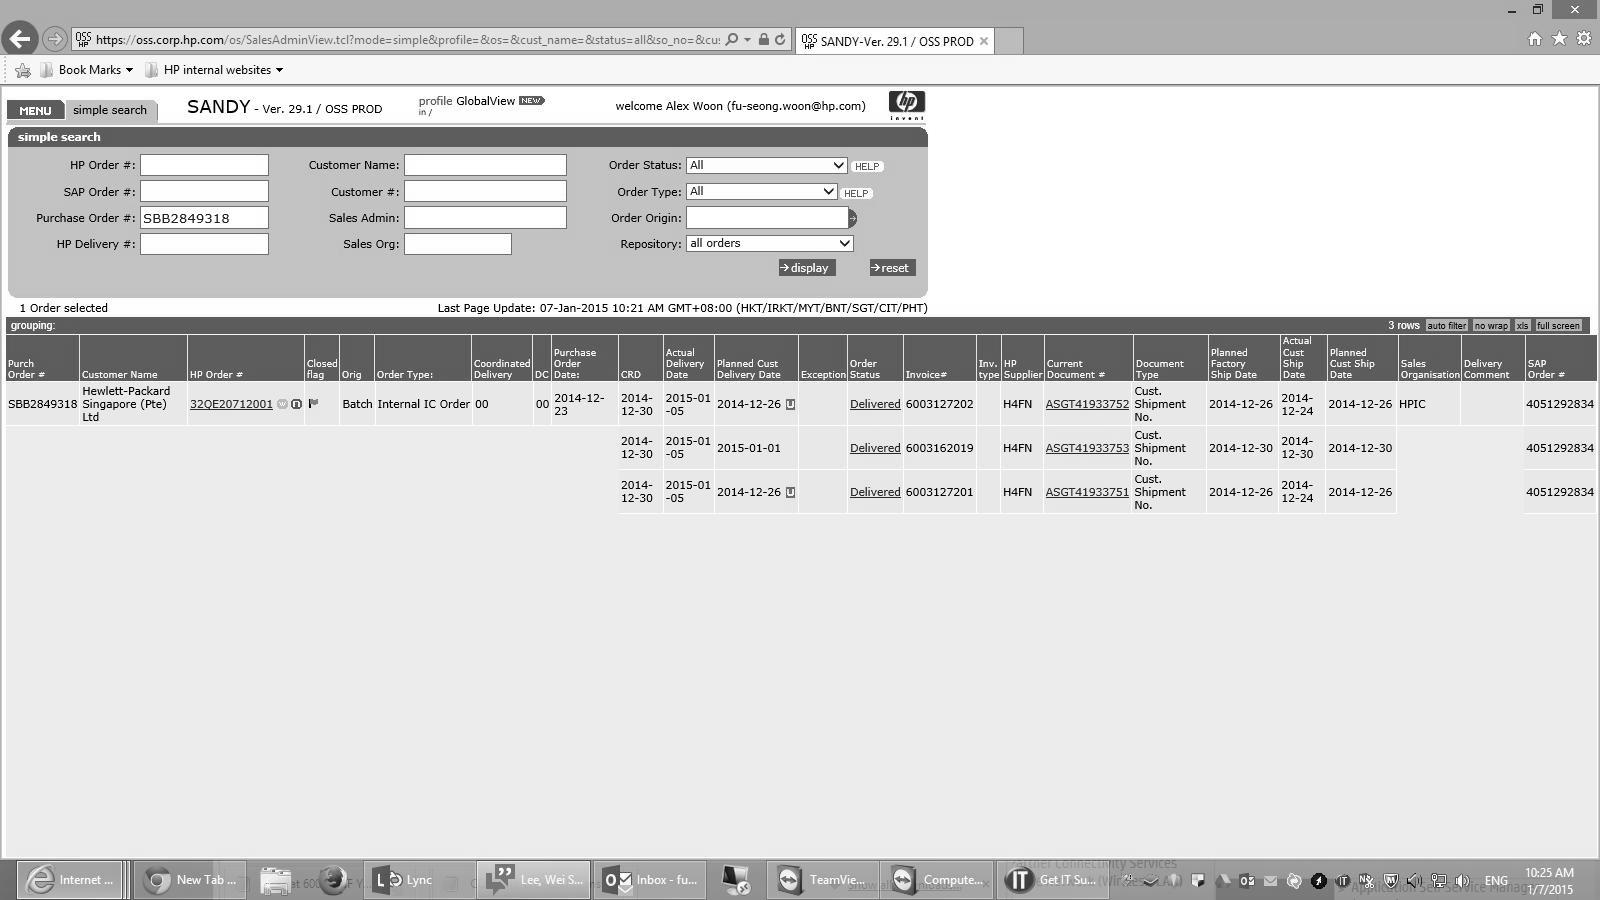 OSS HP https://oss.corp.hp.com/os/SalesAdminView.tcl?mode=simple&profile=&os=&cust_name=&status=all&so_no=&cu:
OSS HP SANDY-Ver. 29.1 / OSS PROD
Book Marks
HP internal websites
MENU
simple search
SANDY - Ver. 29.1 / OSS PROD
profile GlobalView NEW
in /
welcome Alex Woon (fu-seong.woon@hp.com)
hp
invent
simple search
HP Order #:
Customer Name:
Order Status: All HELP
SAP Order #:
Customer #:
Order Type: All HELP
Purchase Order #: SBB2849318
Sales Admin:
Order Origin:
HP Delivery #:
Sales Org:
Repository: all orders
display
reset
1 Order selected
Last Page Update: 07-Jan-2015 10:21 AM GMT+08:00 (HKT/IRKT/MYT/BNT/SGT/CIT/PHT)
grouping:
3 rows auto filter no wrap xls full screen
Purch Order #
Customer Name
HP Order #
Closed flag
Orig
Order Type:
Coordinated Delivery
DC
Purchase Order Date:
CRD
Actual Delivery Date
Planned Cust Delivery Date
Exception
Order Status
Invoice#
Inv. type
HP Supplier
Current Document #
Document Type
Planned Factory Ship Date
Actual Cust Ship Date
Planned Cust Ship Date
Sales Organisation
Delivery Comment
SAP Order #
SBB2849318 Hewlett-Packard Singapore (Pte) Ltd 32QE20712001 Batch Internal IC Order 00 00 2014-12-23 2014-12-30 2015-01-05 2014-12-26 Delivered 6003127202 H4FN ASGT41933752 Cust. Shipment No. 2014-12-26 2014-12-24 2014-12-26 HPIC 4051292834
2014-12-30 2015-01-05 2015-01-01 Delivered 6003162019 H4FN ASGT41933753 Cust. Shipment No. 2014-12-30 2014-12-30 2014-12-30 4051292834
2014-12-30 2015-01-05 2014-12-26 Delivered 6003127201 H4FN ASGT41933751 Cust. Shipment No. 2014-12-26 2014-12-24 2014-12-26 4051292834
Internet ...
New Tab ...
Lync
Lee, Wei S...
Inbox - fu...
TeamVie...
Compute...
IT Get IT Su...
ENG
10:25 AM
1/7/2015